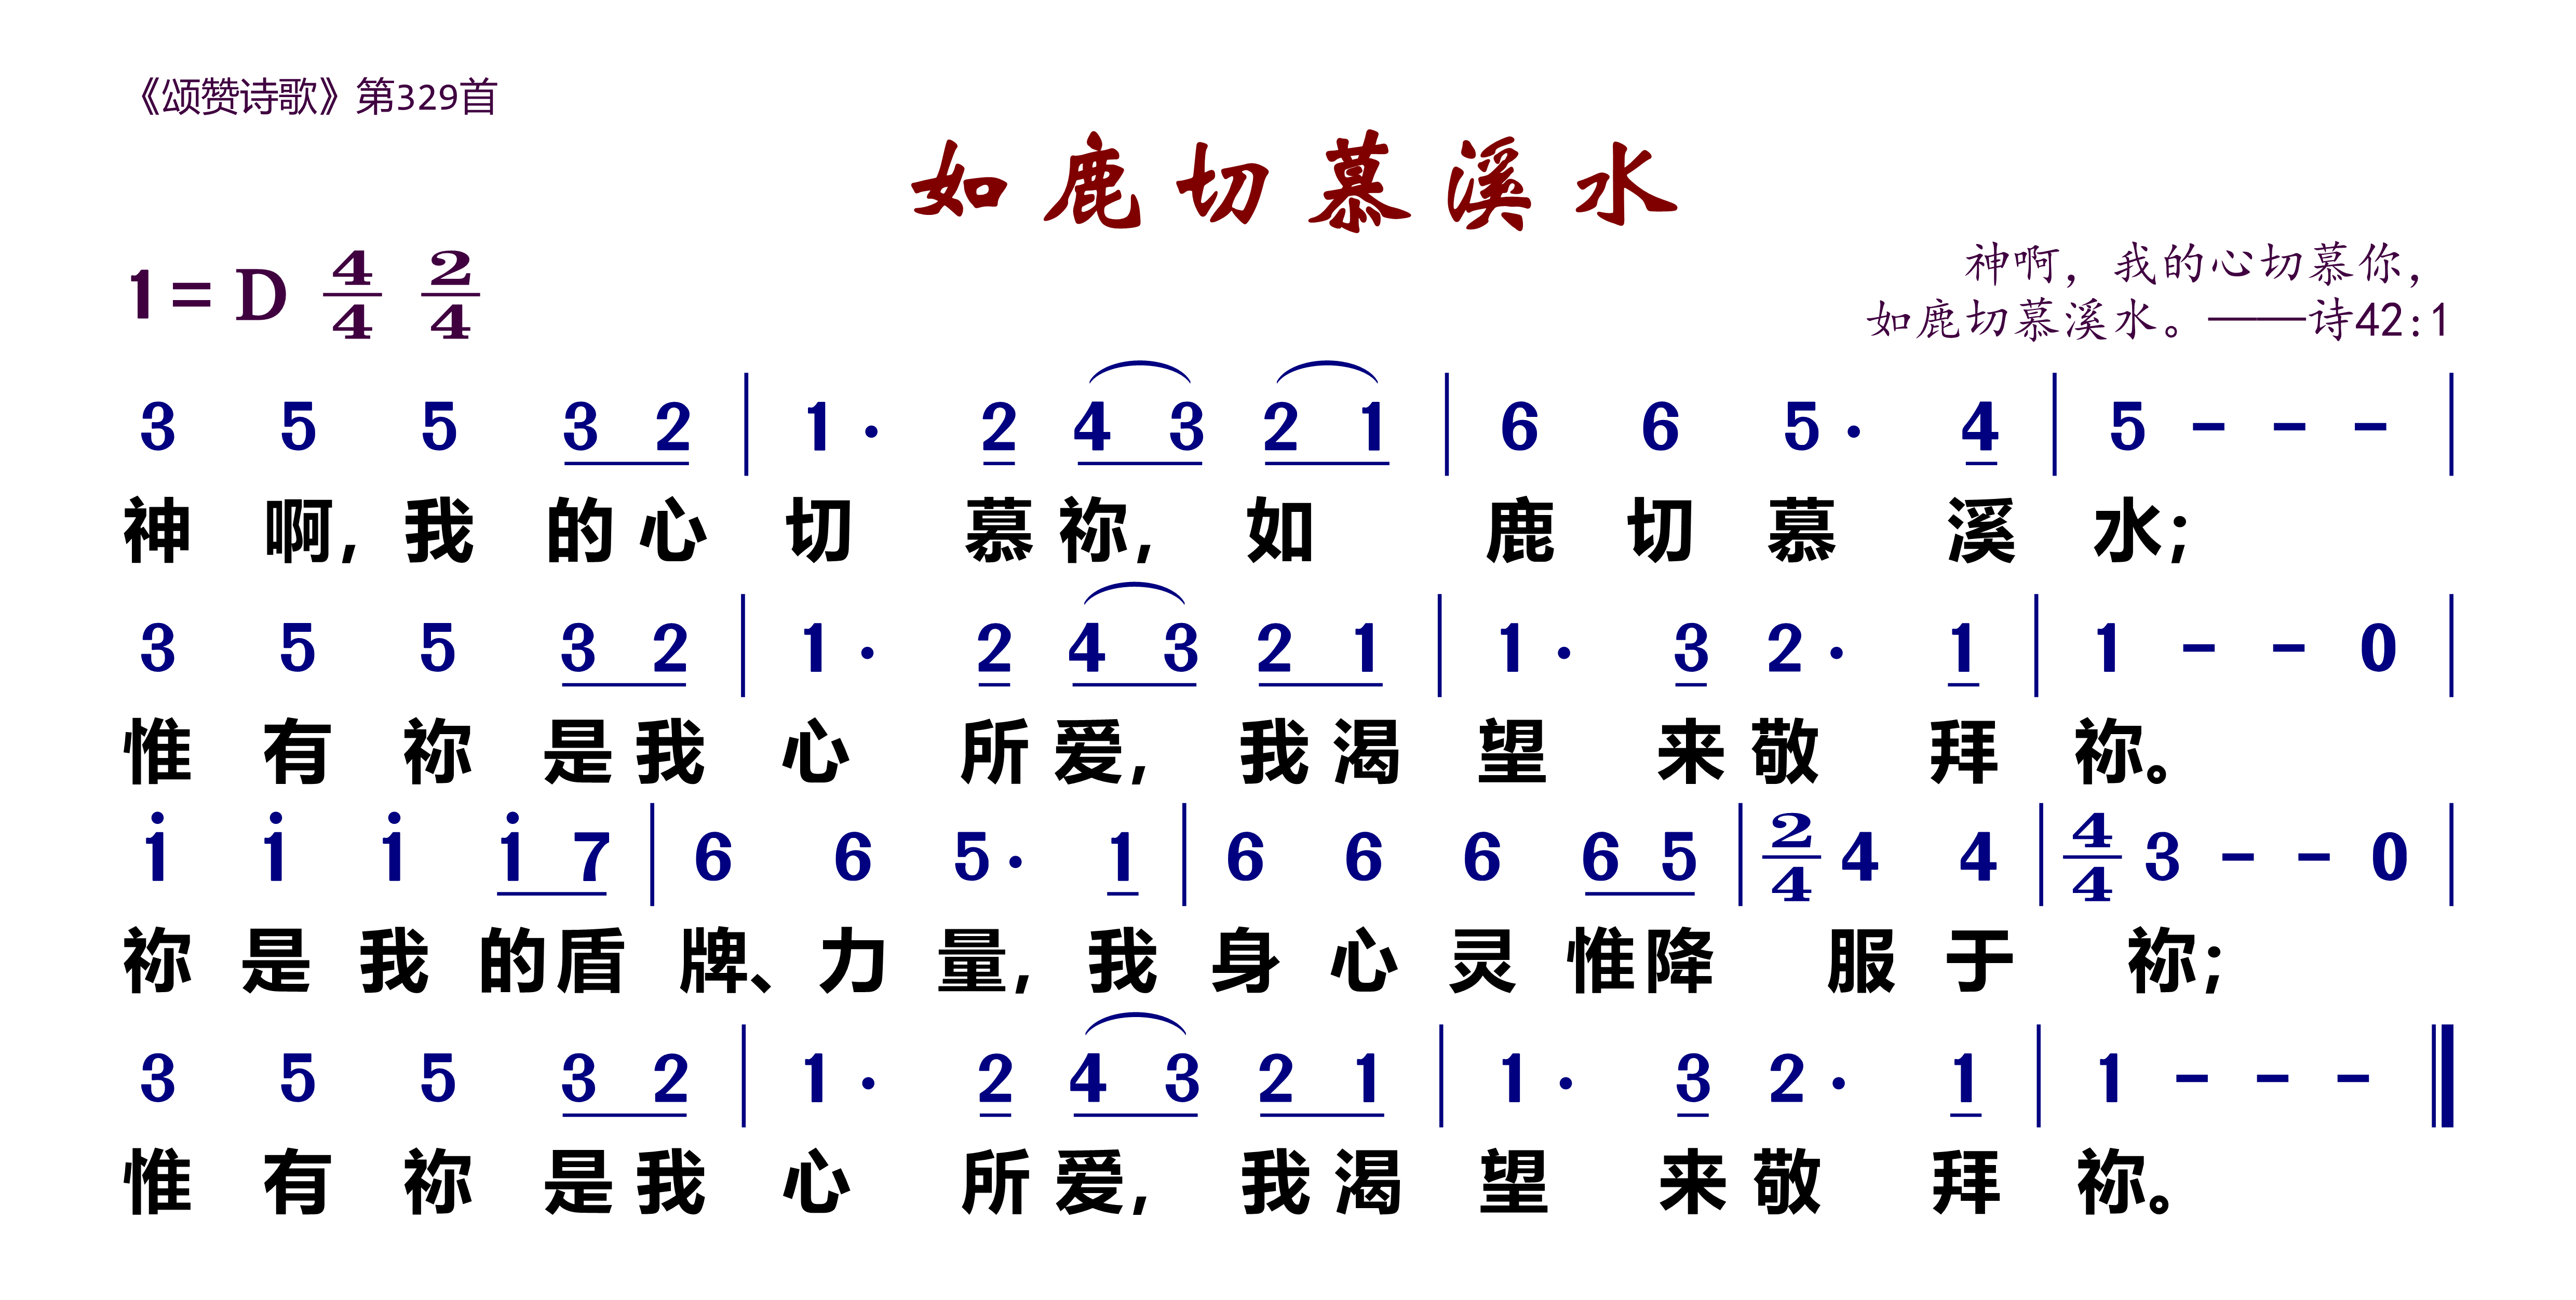 《颂赞诗歌》第329首
如鹿切慕溪水
1= D 4/4 2/4
神啊，我的心切慕你，
如鹿切慕溪水。——诗42:1
3 5 5 3 2 | 1 · 2 4 3 2 1 | 6 6 5 · 4 | 5 – – – |
神 啊, 我 的 心 切 慕 祢, 如 鹿 切 慕 溪 水;
3 5 5 3 2 | 1 · 2 4 3 2 1 | 1 · 3 2 · 1 | 1 – – 0 |
惟 有 祢 是 我 心 所 爱, 我 渴 望 来 敬 拜 祢。
i i i i 7 | 6 6 5 · 1 | 6 6 6 6 5 | 2/4 4 4 | 4/4 3 – – 0 |
祢 是 我 的 盾 牌、力 量, 我 身 心 灵 惟 降 服 于 祢;
3 5 5 3 2 | 1 · 2 4 3 2 1 | 1 · 3 2 · 1 | 1 – – – ‖
惟 有 祢 是 我 心 所 爱, 我 渴 望 来 敬 拜 祢。